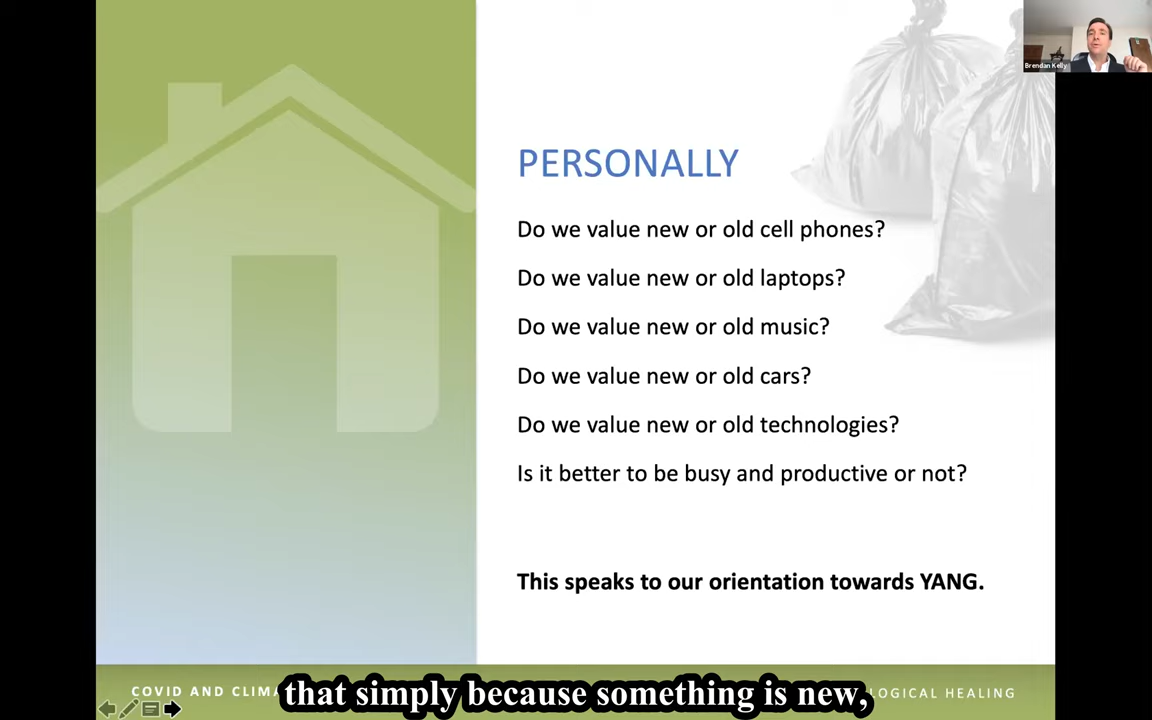 Brendan Kelly
PERSONALLY
Do we value new or old cell phones?
Do we value new or old laptops?
Do we value new or old music?
Do we value new or old cars?
Do we value new or old technologies?
Is it better to be busy and productive or not?
This speaks to our orientation towards YANG.
COVID AND CLIMA
OLOGICAL HEALING
that simply because something is new,